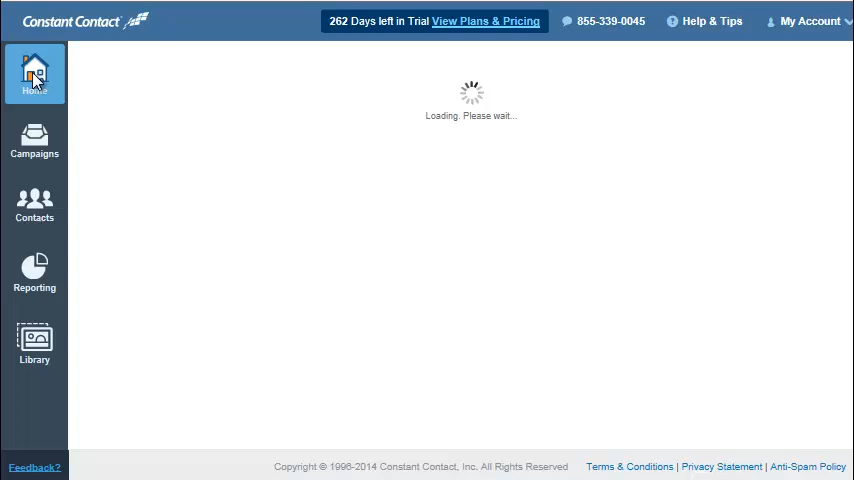 Constant Contact
262 Days left in Trial View Plans & Pricing
855-339-0045
Help & Tips
My Account
Home
Campaigns
Contacts
Reporting
Library
Loading. Please wait...
Feedback?
Copyright © 1996-2014 Constant Contact, Inc. All Rights Reserved
Terms & Conditions | Privacy Statement | Anti-Spam Policy